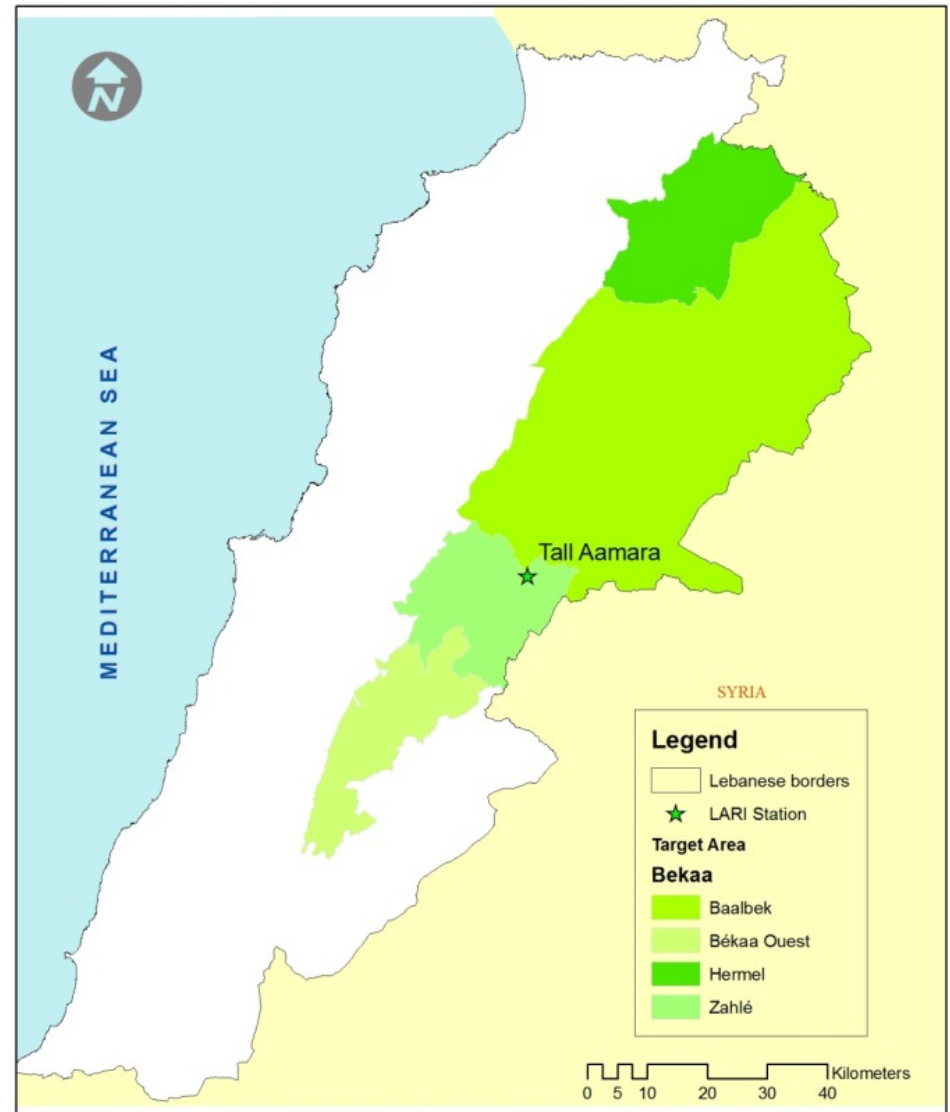 N
MEDITERRANEAN SEA
Tall Aamara
SYRIA
Legend
Lebanese borders
LARI Station
Target Area
Bekaa
Baalbek
Békaa Ouest
Hermel
Zahlé
Kilometers
0 5 10 20 30 40